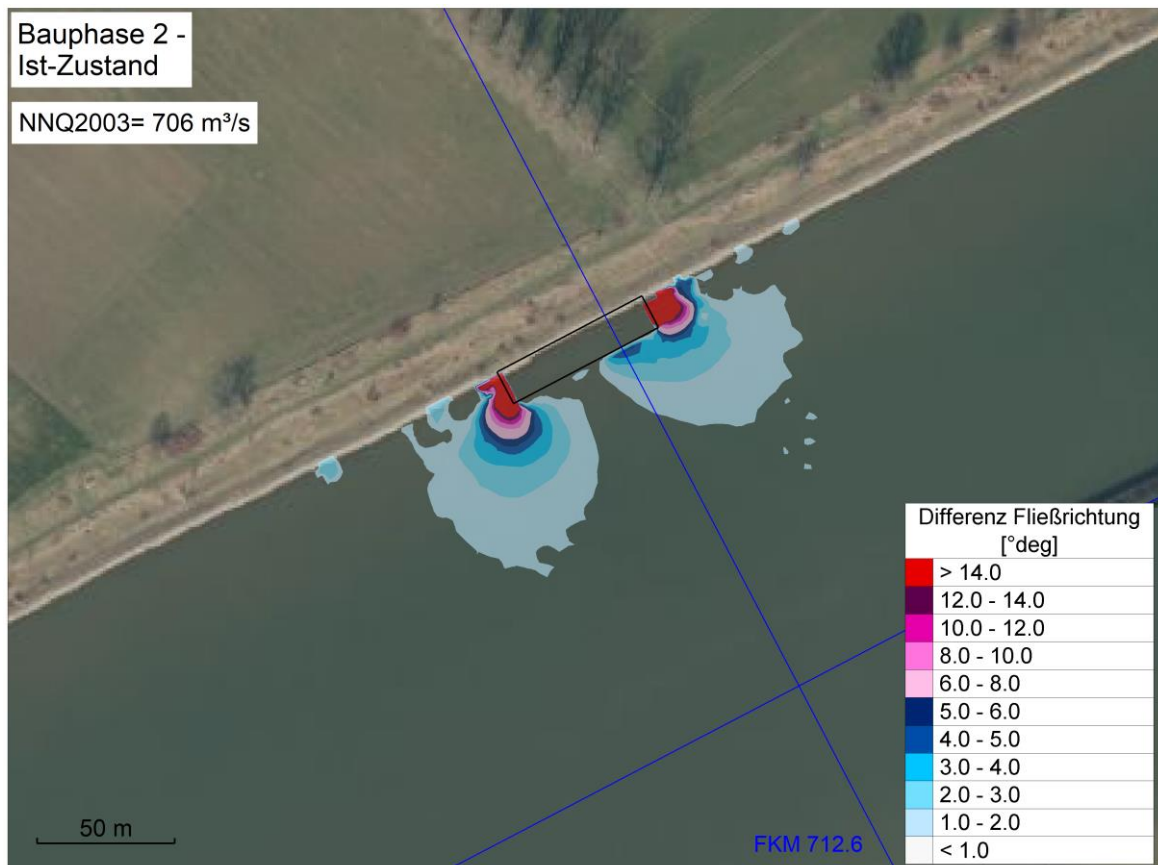 Bauphase 2 -
Ist-Zustand
NNQ2003= 706 m³/s
Differenz Fließrichtung
[°deg]
> 14.0
12.0 - 14.0
10.0 - 12.0
8.0 - 10.0
6.0 - 8.0
5.0 - 6.0
4.0 - 5.0
3.0 - 4.0
2.0 - 3.0
1.0 - 2.0
< 1.0
50 m
FKM 712.6